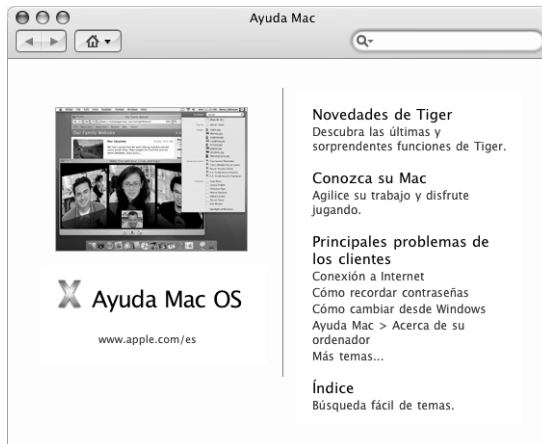 Ayuda Mac
Novedades de Tiger
Descubra las últimas y
sorprendentes funciones de Tiger.
Conozca su Mac
Agilice su trabajo y disfrute
jugando.
Principales problemas de
los clientes
Conexión a Internet
Cómo recordar contraseñas
Cómo cambiar desde Windows
Ayuda Mac > Acerca de su
ordenador
Más temas...
Índice
Búsqueda fácil de temas.
X Ayuda Mac OS
www.apple.com/es